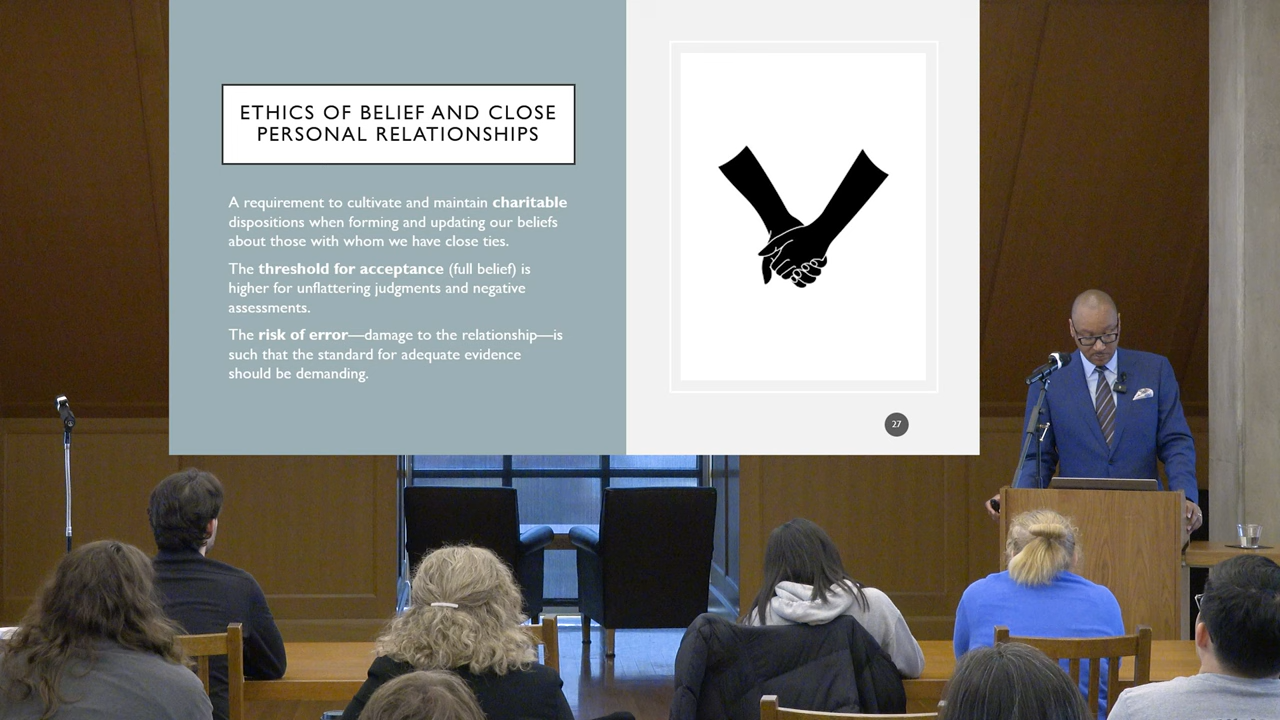 ETHICS OF BELIEF AND CLOSE
PERSONAL RELATIONSHIPS
A requirement to cultivate and maintain charitable
dispositions when forming and updating our beliefs
about those with whom we have close ties.
The threshold for acceptance (full belief) is
higher for unflattering judgments and negative
assessments.
The risk of error—damage to the relationship—is
such that the standard for adequate evidence
should be demanding.
27